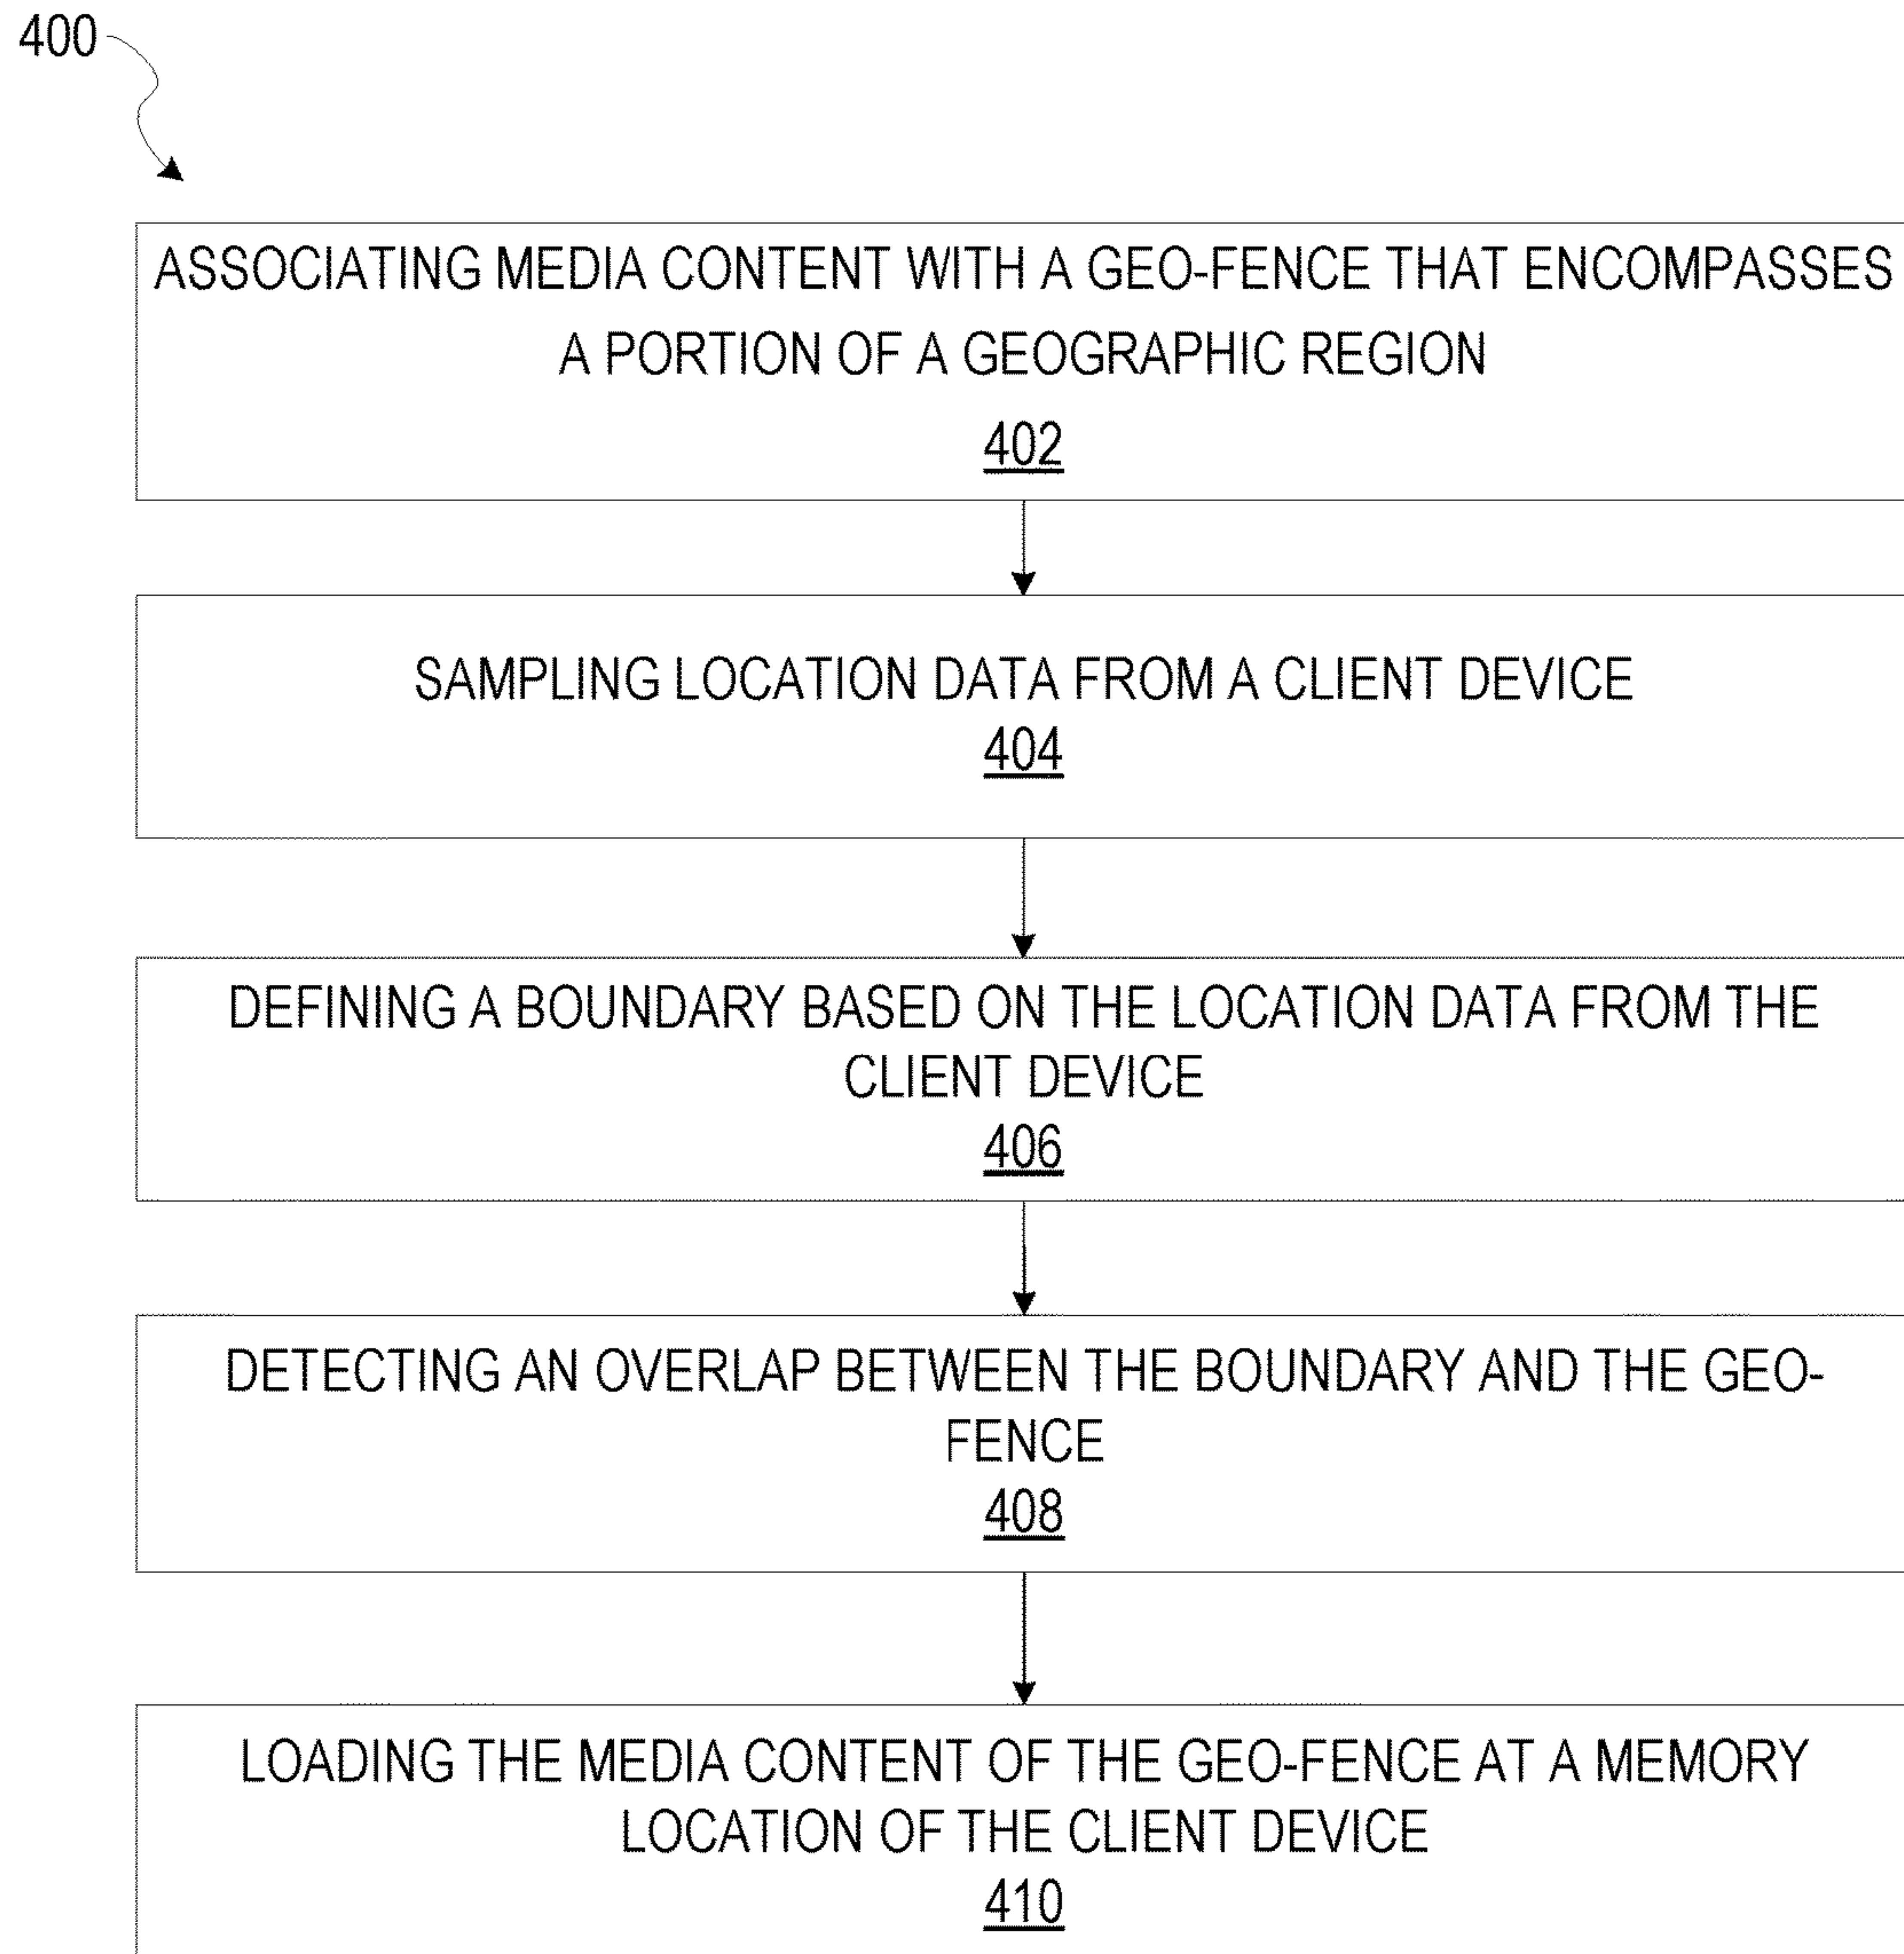 400
ASSOCIATING MEDIA CONTENT WITH A GEO-FENCE THAT ENCOMPASSES
A PORTION OF A GEOGRAPHIC REGION
402
SAMPLING LOCATION DATA FROM A CLIENT DEVICE
404
DEFINING A BOUNDARY BASED ON THE LOCATION DATA FROM THE
CLIENT DEVICE
406
DETECTING AN OVERLAP BETWEEN THE BOUNDARY AND THE GEO-
FENCE
408
LOADING THE MEDIA CONTENT OF THE GEO-FENCE AT A MEMORY
LOCATION OF THE CLIENT DEVICE
410